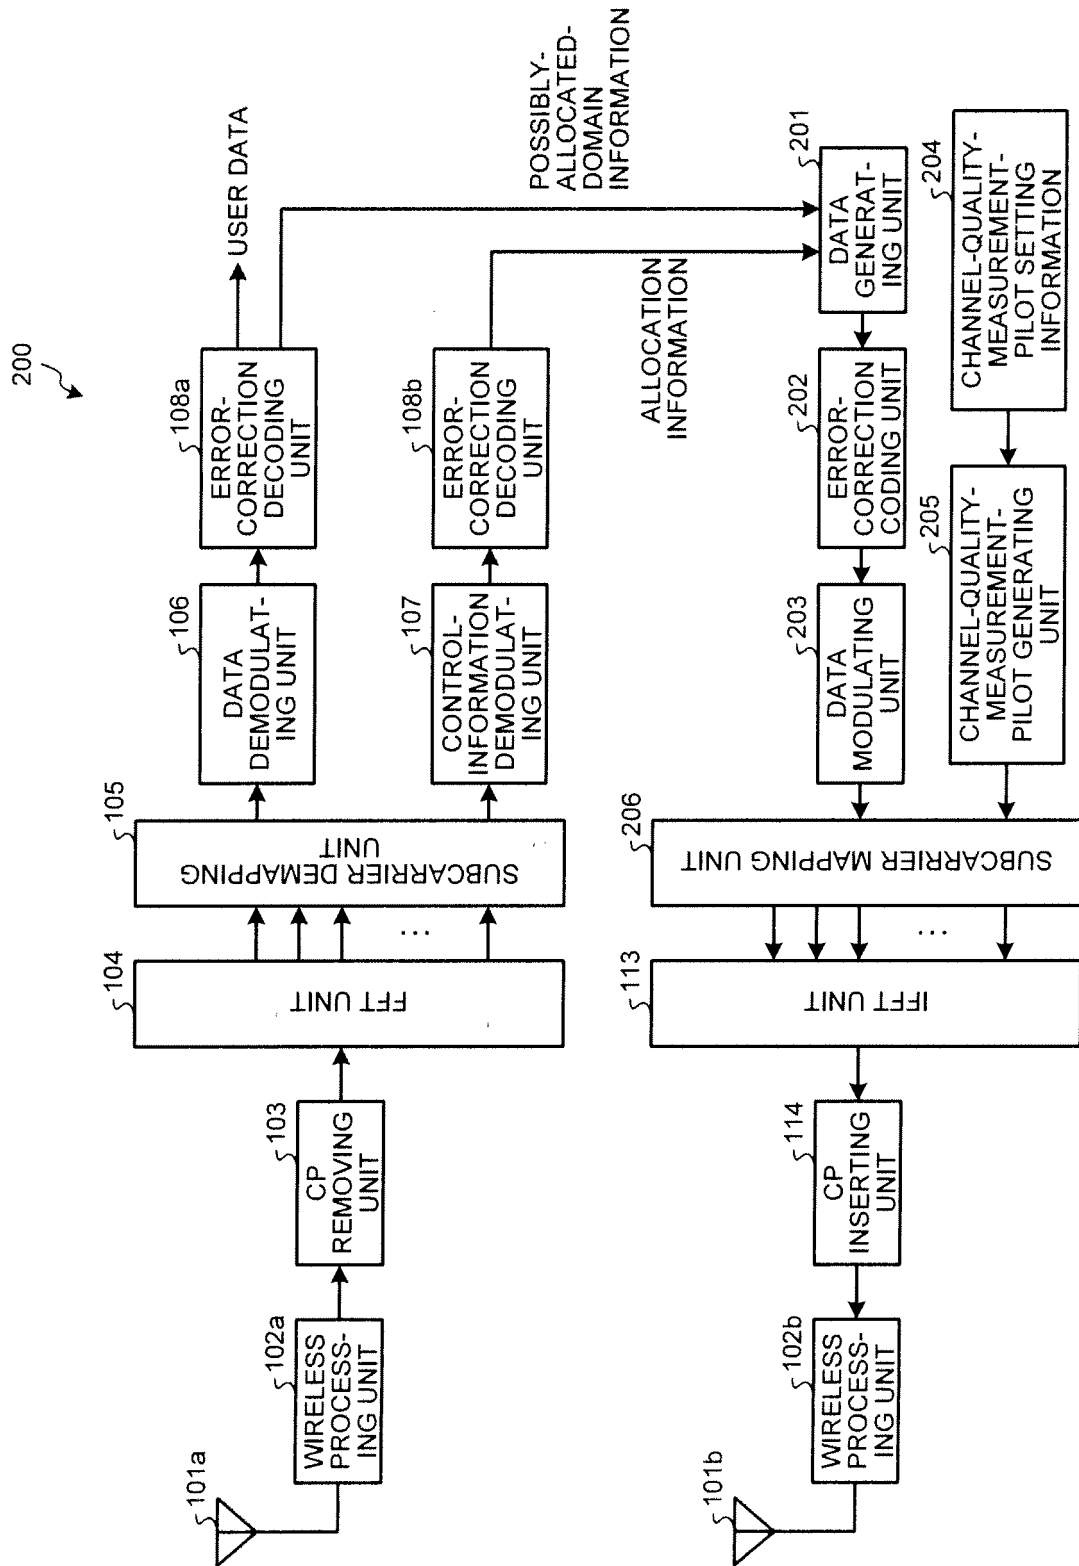 200
101a
102a
WIRELESS
PROCESS-
ING UNIT
103
CP
REMOVING
UNIT
104
FFT UNIT
...
105
SUBCARRIER DEMAPPING
UNIT
106
DATA
DEMODULAT-
ING UNIT
108a
ERROR-
CORRECTION
DECODING
UNIT
USER DATA
107
CONTROL-
INFORMATION
DEMODULAT-
ING UNIT
108b
ERROR-
CORRECTION
DECODING
UNIT
POSSIBLY-
ALLOCATED-
DOMAIN
INFORMATION
ALLOCATION
INFORMATION
101b
102b
WIRELESS
PROCESS-
ING UNIT
114
CP
INSERTING
UNIT
113
IFFT UNIT
...
206
SUBCARRIER MAPPING UNIT
203
DATA
MODULATING
UNIT
202
ERROR-
CORRECTION
CODING UNIT
201
DATA
GENERAT-
ING UNIT
205
CHANNEL-QUALITY-
MEASUREMENT-
PILOT GENERATING
UNIT
204
CHANNEL-QUALITY-
MEASUREMENT-
PILOT SETTING
INFORMATION